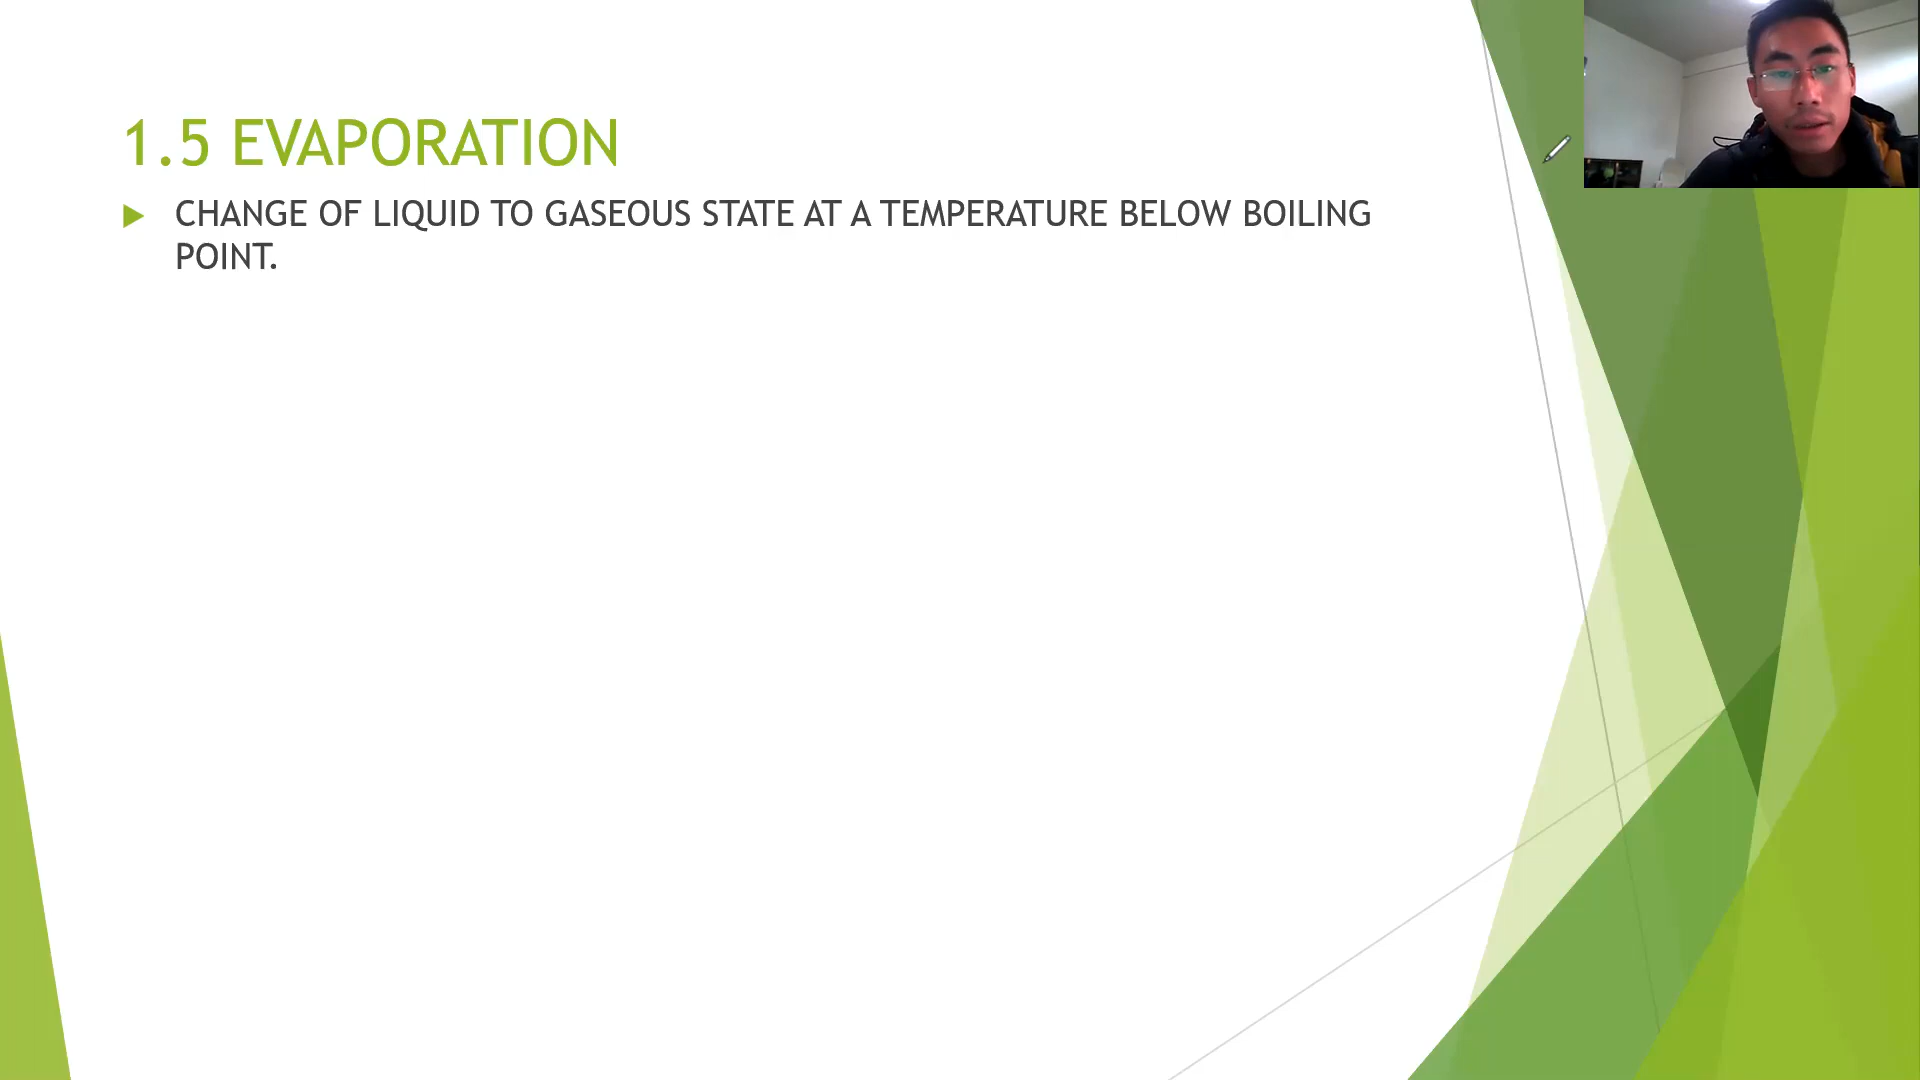 1.5 EVAPORATION
CHANGE OF LIQUID TO GASEOUS STATE AT A TEMPERATURE BELOW BOILING
POINT.